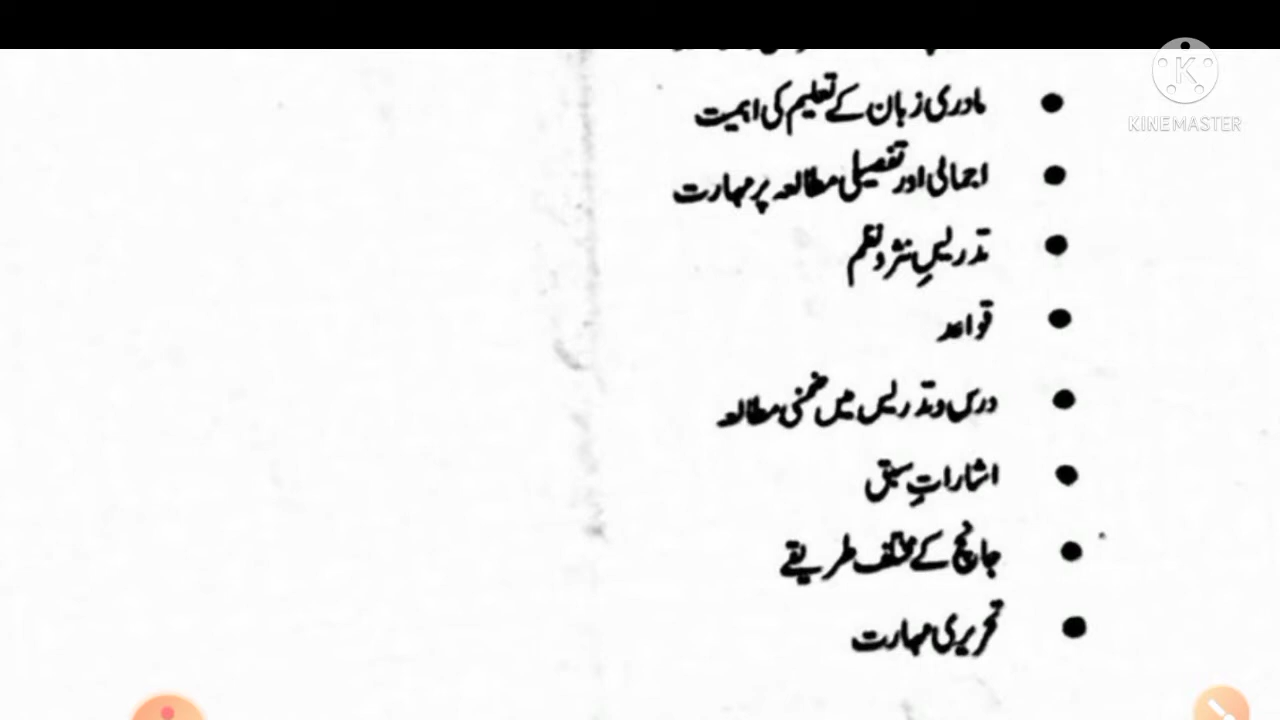 KINEMASTER
• مادری زبان کے تعلیم کی اہمیت
• اجمالی اور تفصیلی مطالعہ پر مہارت
• تدریسِ نثر و نظم
• قواعد
• درس و تدریس میں ضمنی مطالعہ
• اشاراتِ سبق
• جانچ کے مختلف طریقے
• تحریری مہارت